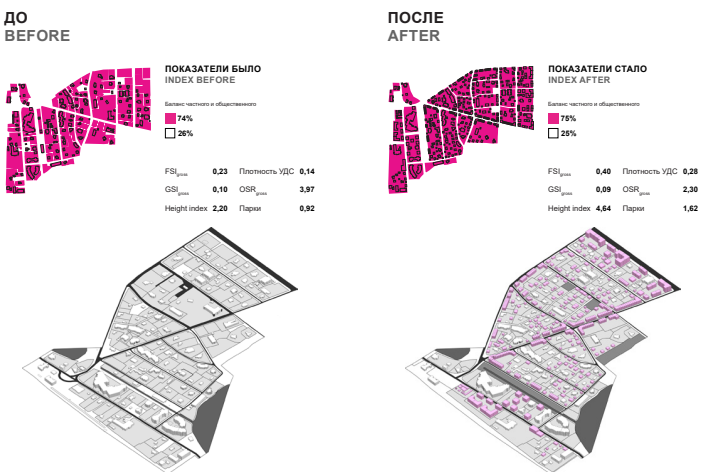 ДО
BEFORE
ПОКАЗАТЕЛИ БЫЛО
INDEX BEFORE
Баланс частного и общественного
74%
26%
FSIgross 0,23 Плотность УДС 0,14
GSIgross 0,10 OSRgross 3,97
Height index 2,20 Парки 0,92
ПОСЛЕ
AFTER
ПОКАЗАТЕЛИ СТАЛО
INDEX AFTER
Баланс частного и общественного
75%
25%
FSIgross 0,40 Плотность УДС 0,28
GSIgross 0,09 OSRgross 2,30
Height index 4,64 Парки 1,62